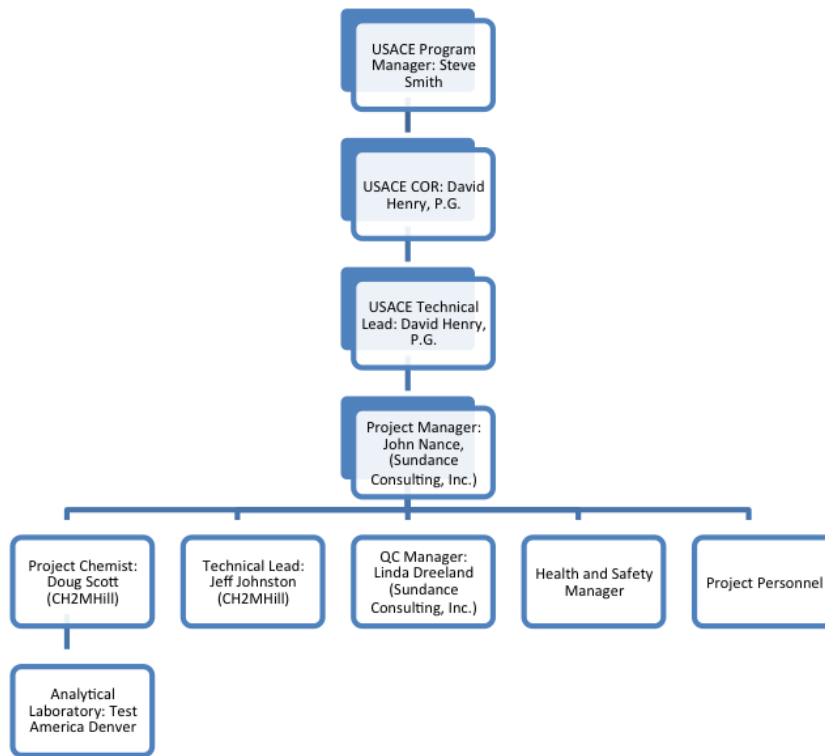 USACE Program
Manager: Steve
Smith
USACE COR: David
Henry, P.G.
USACE Technical
Lead: David Henry,
P.G.
Project Manager:
John Nance,
(Sundance
Consulting, Inc.)
Project Chemist:
Doug Scott
(CH2MHill)
Technical Lead:
Jeff Johnston
(CH2MHill)
QC Manager:
Linda Dreeland
(Sundance
Consulting, Inc.)
Health and Safety
Manager
Project Personnel
Analytical
Laboratory: Test
America Denver